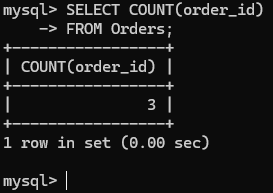 mysql> SELECT COUNT(order_id)
    -> FROM Orders;
+-----------------+
| COUNT(order_id) |
+-----------------+
|               3 |
+-----------------+
1 row in set (0.00 sec)
mysql>